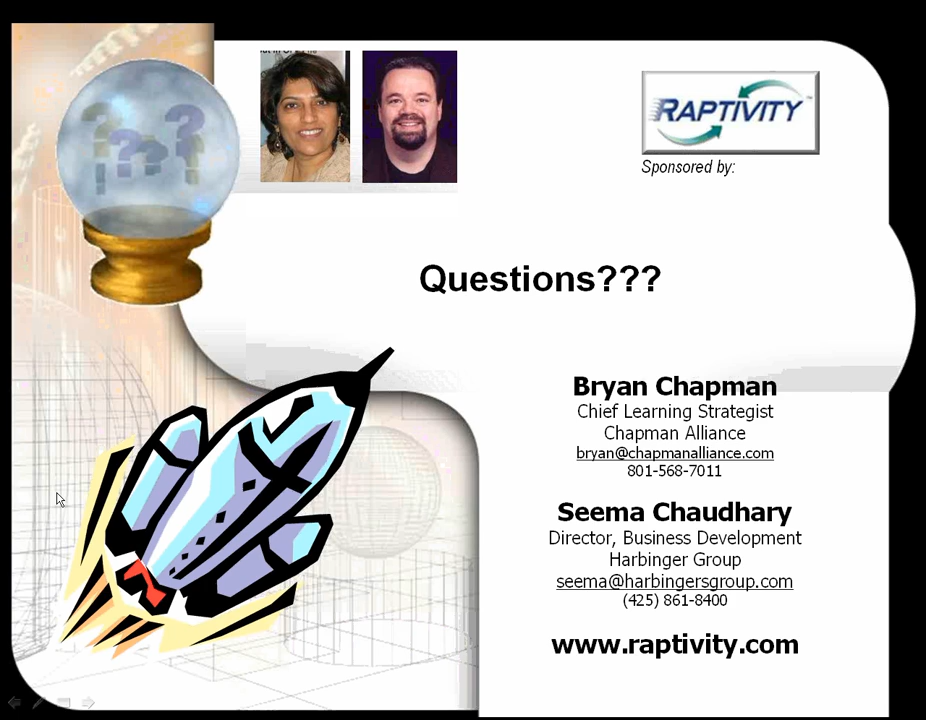 RAPTIVITY
Sponsored by:
Questions???
Bryan Chapman
Chief Learning Strategist
Chapman Alliance
bryan@chapmanalliance.com
801-568-7011
Seema Chaudhary
Director, Business Development
Harbinger Group
seema@harbingersgroup.com
(425) 861-8400
www.raptivity.com